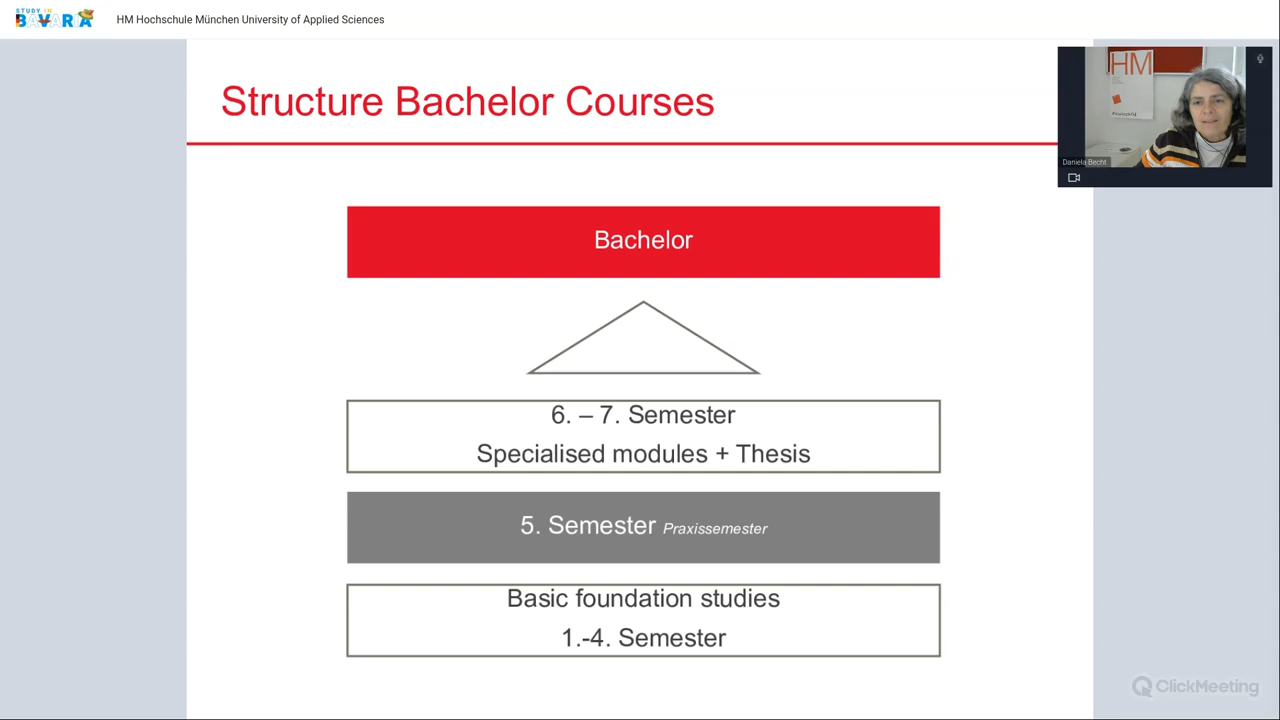 STUDY IN
BAVARIA
HM Hochschule München University of Applied Sciences
Structure Bachelor Courses
HM
Daniela Becht
Bachelor
6. – 7. Semester
Specialised modules + Thesis
5. Semester Praxissemester
Basic foundation studies
1.-4. Semester
ClickMeeting